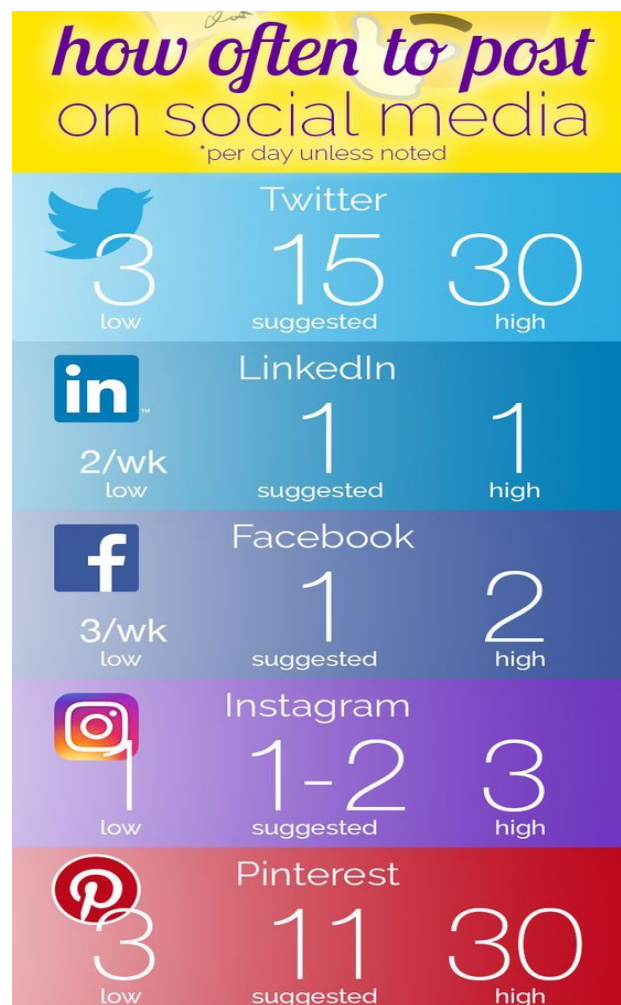 how often to post
on social media
*per day unless noted
Twitter
3 15 30
low suggested high
in
LinkedIn
2/wk 1 1
low suggested high
f
Facebook
3/wk 1 2
low suggested high
Instagram
1 1-2 3
low suggested high
Pinterest
3 11 30
low suggested high